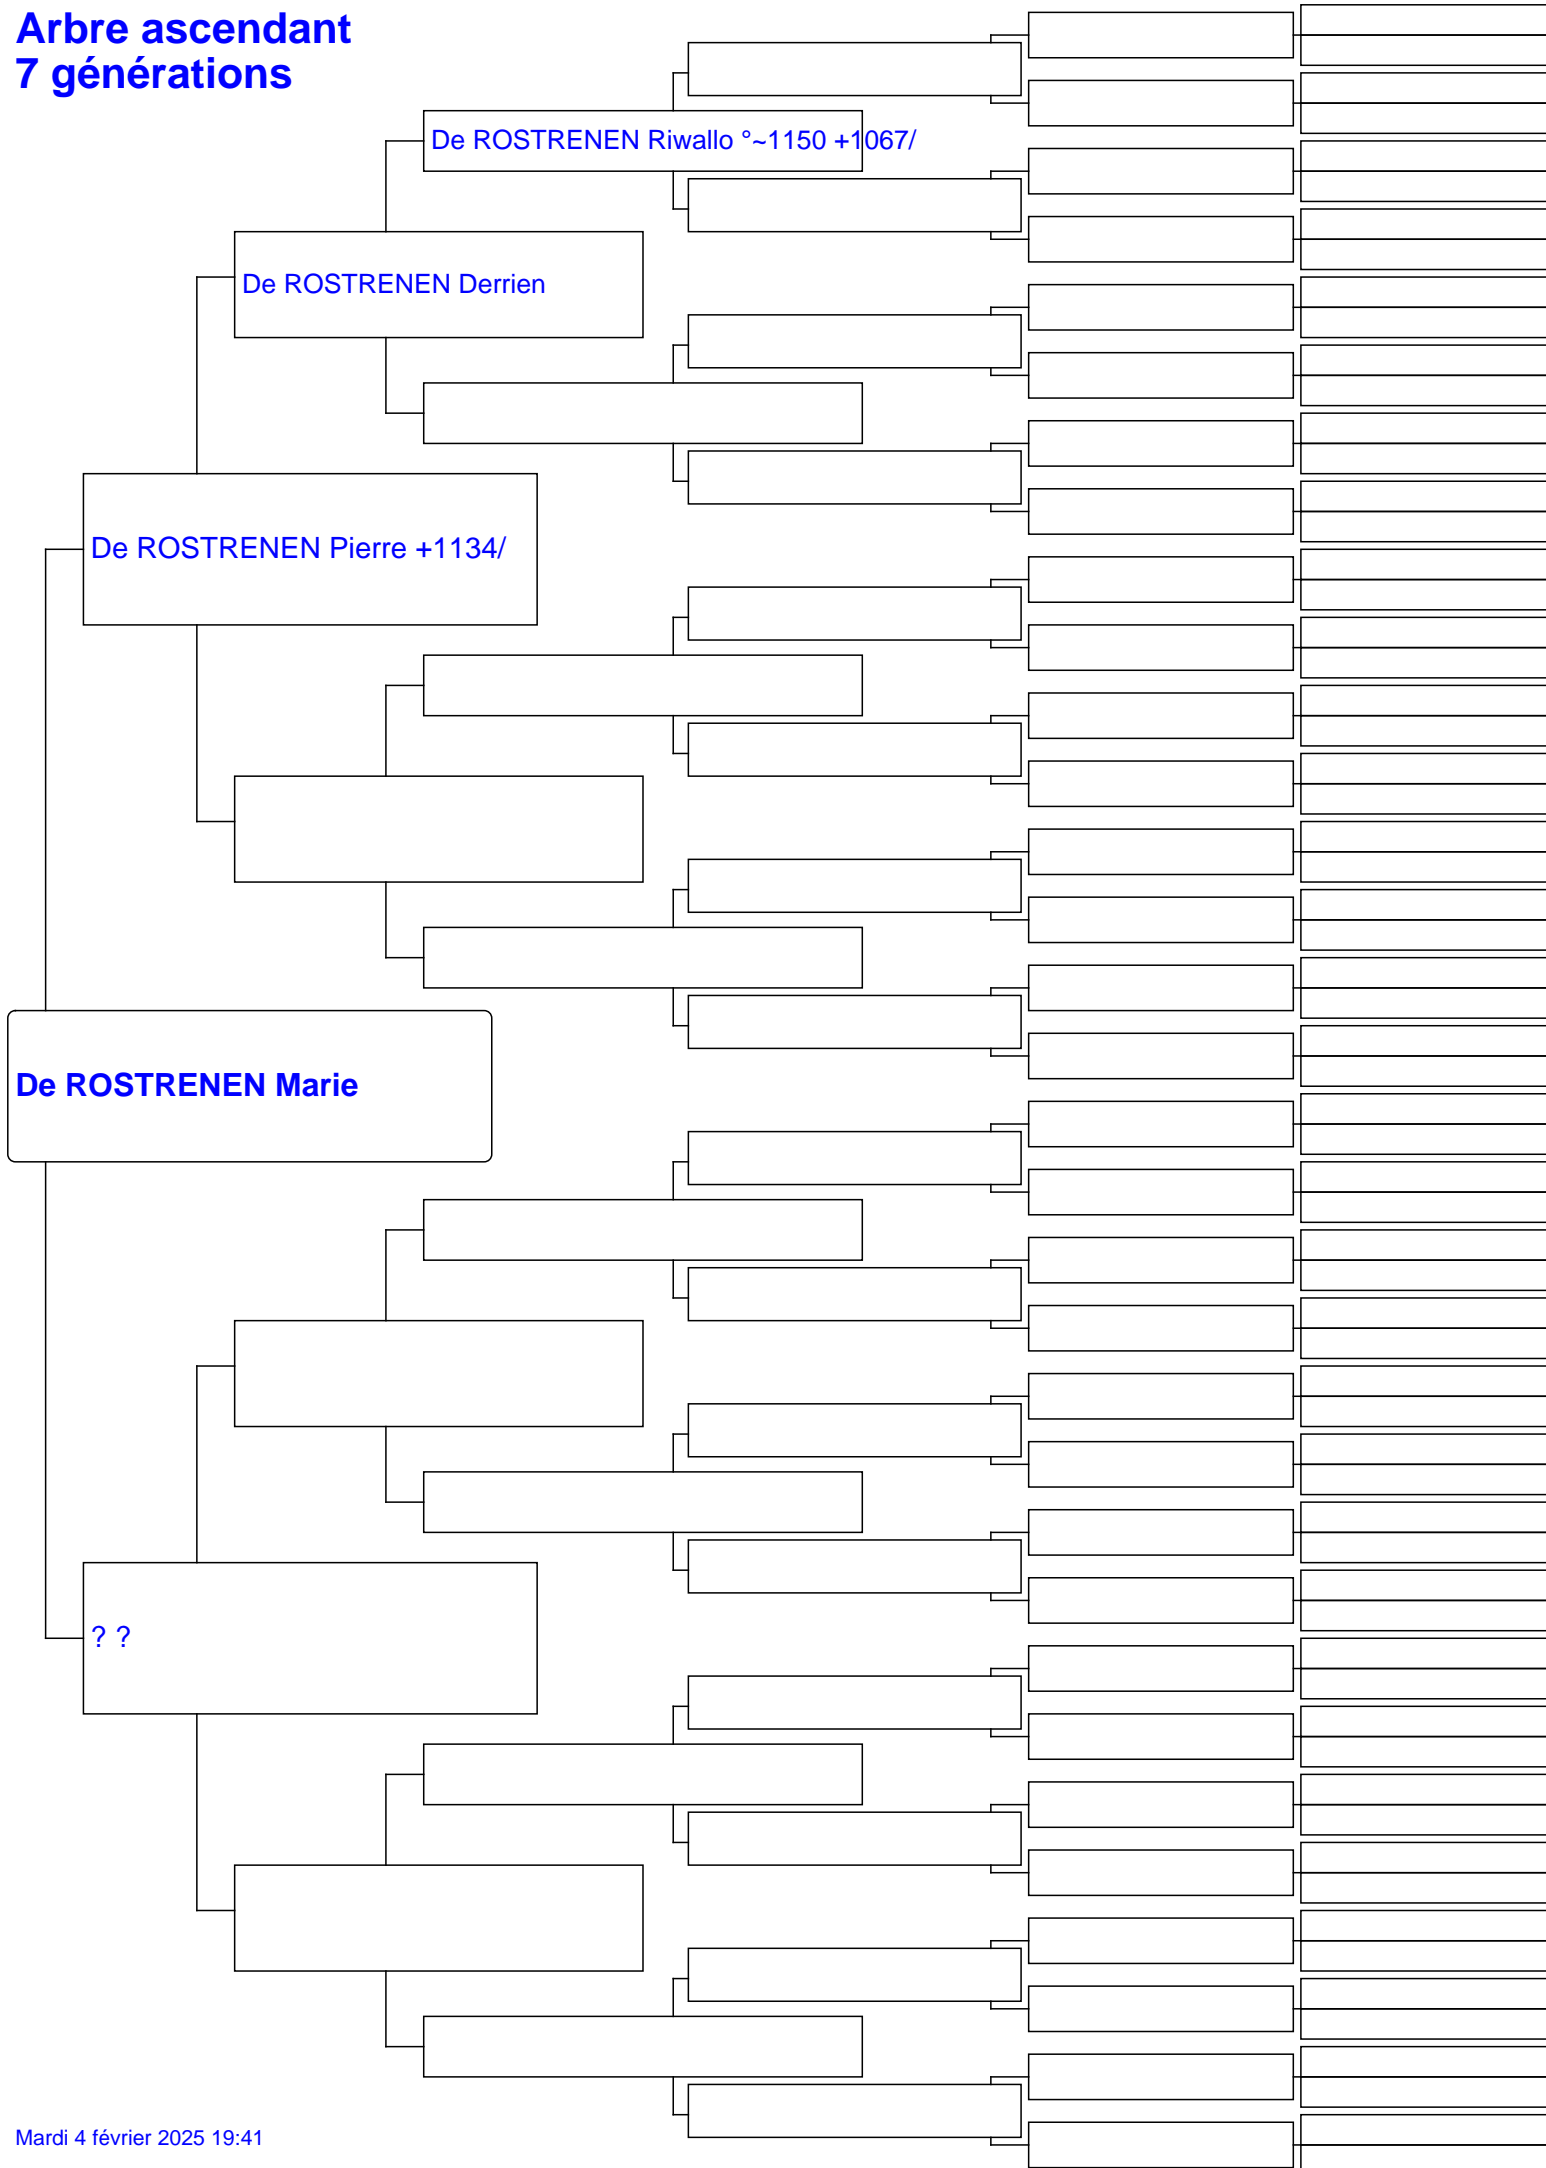 Arbre ascendant
7 générations
De ROSTRENEN Riwallo °~1150 +1067/
De ROSTRENEN Derrien
De ROSTRENEN Pierre +1134/
De ROSTRENEN Marie
? ?
Mardi 4 février 2025 19:41